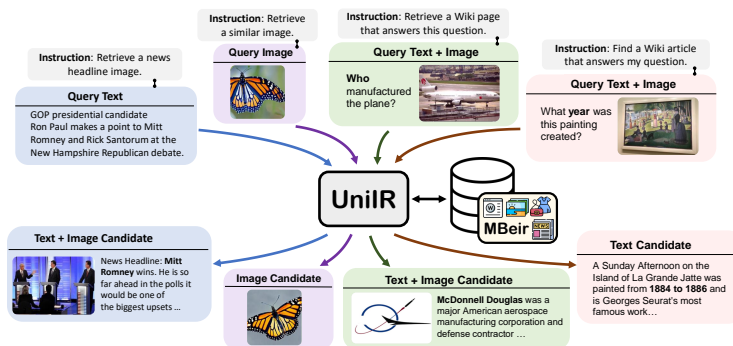 Instruction: Retrieve a news
headline image.
Query Text
GOP presidential candidate
Ron Paul makes a point to Mitt
Romney and Rick Santorum at the
New Hampshire Republican debate.
Instruction: Retrieve
a similar image.
Query Image
Instruction: Retrieve a Wiki page
that answers this question.
Query Text + Image
Who
manufactured
the plane?
Instruction: Find a Wiki article
that answers my question.
Query Text + Image
What year was
this painting
created?
UniIR
W
NEWS
MBeir
Text + Image Candidate
News Headline: Mitt
Romney wins. He is so
far ahead in the polls it
would be one of
the biggest upsets ...
Image Candidate
Text + Image Candidate
McDonnell Douglas was a
major American aerospace
manufacturing corporation and
defense contractor ...
Text Candidate
A Sunday Afternoon on the
Island of La Grande Jatte was
painted from 1884 to 1886 and
is Georges Seurat's most
famous work...